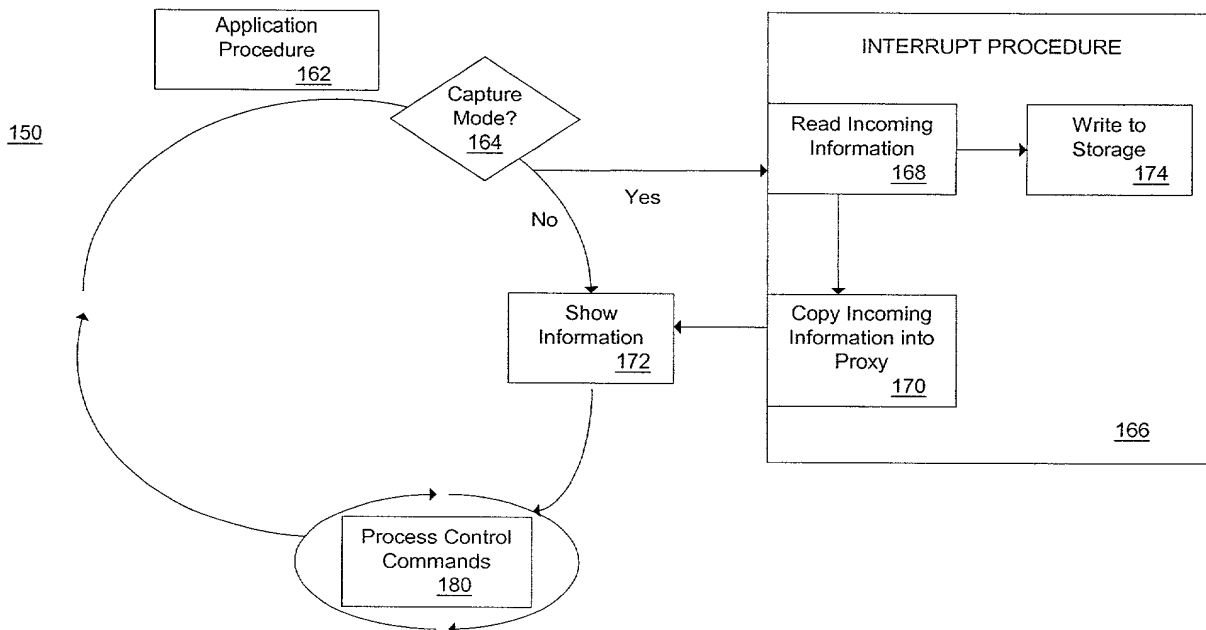 Application
Procedure
162
150
Capture
Mode?
164
Yes
No
INTERRUPT PROCEDURE
Read Incoming
Information
168
Write to
Storage
174
Show
Information
172
Copy Incoming
Information into
Proxy
170
166
Process Control
Commands
180